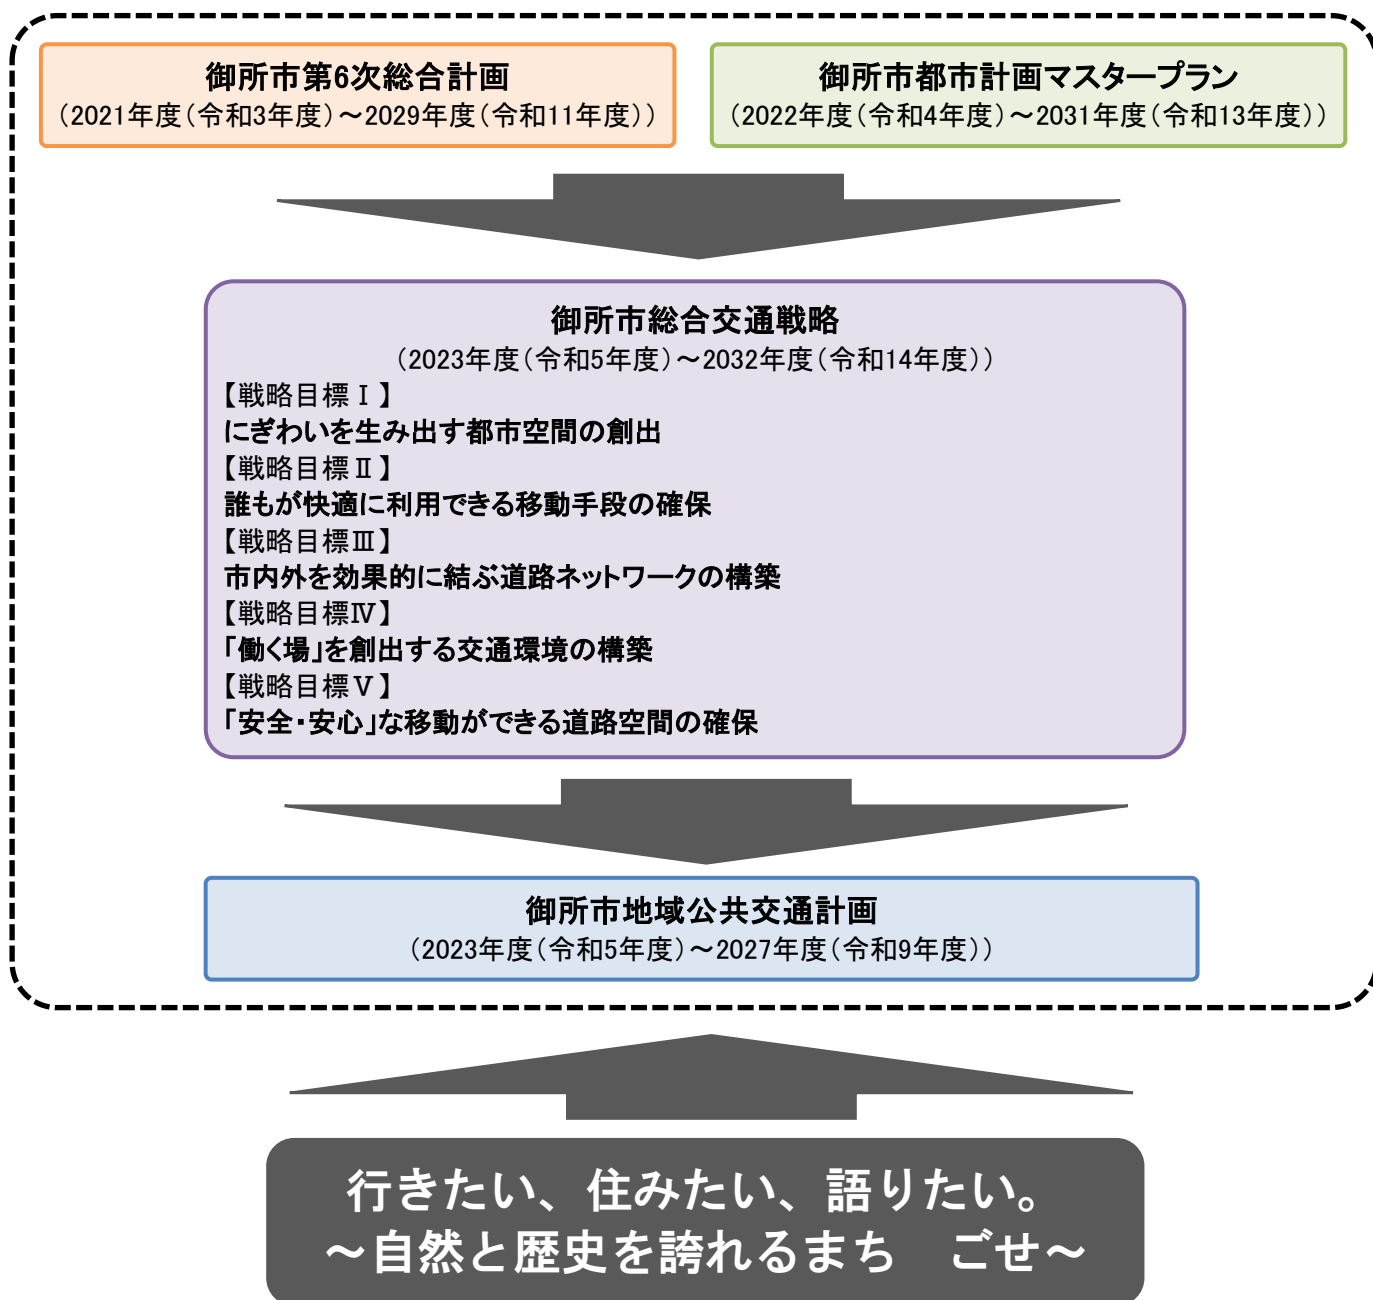 御所市第6次総合計画
（2021年度（令和3年度）～2029年度（令和11年度））
御所市都市計画マスタープラン
（2022年度（令和4年度）～2031年度（令和13年度））
御所市総合交通戦略
（2023年度（令和5年度）～2032年度（令和14年度））
【戦略目標Ⅰ】
にぎわいを生み出す都市空間の創出
【戦略目標Ⅱ】
誰もが快適に利用できる移動手段の確保
【戦略目標Ⅲ】
市内外を効果的に結ぶ道路ネットワークの構築
【戦略目標Ⅳ】
「働く場」を創出する交通環境の構築
【戦略目標Ⅴ】
「安全・安心」な移動ができる道路空間の確保
御所市地域公共交通計画
（2023年度（令和5年度）～2027年度（令和9年度））
行きたい、住みたい、語りたい。
～自然と歴史を誇れるまち　ごせ～